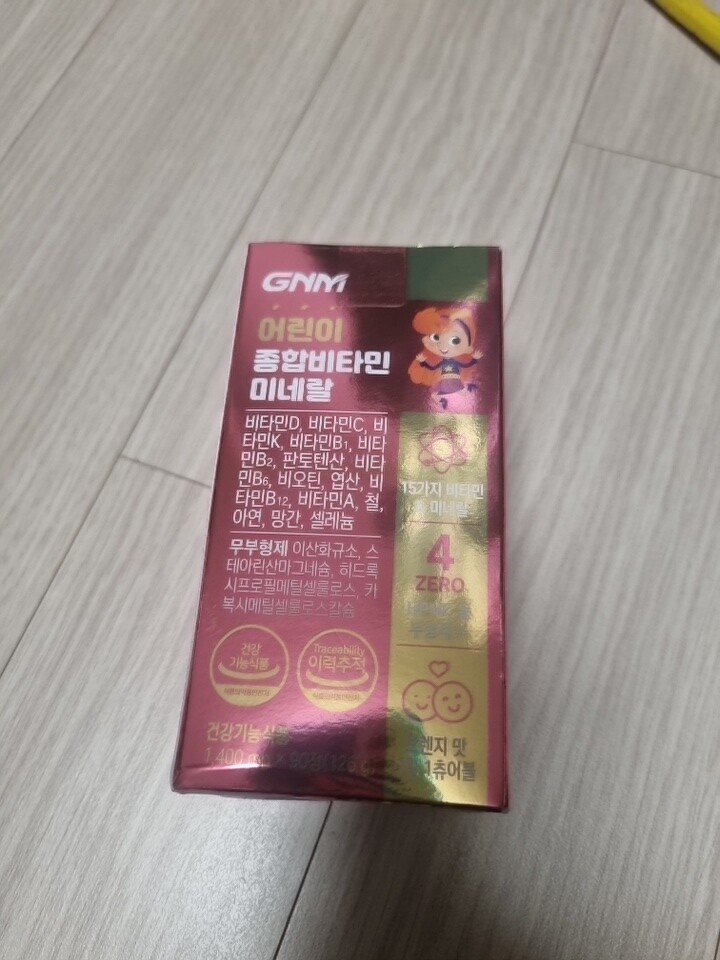 GNM
어린이
종합비타민
미네랄
비타민D, 비타민C, 비
타민K, 비타민B1, 비타
민B2, 판토텐산, 비타
민B6, 비오틴, 엽산, 비
타민B12, 비타민A, 철,
아연, 망간, 셀레늄
무부형제 이산화규소, 스
테아린산마그네슘, 히드록
시프로필메틸셀룰로스, 카
복시메틸셀룰로스칼슘
건강
기능식품
Traceability
이력추적
건강기능식품
1,400 mg × 90정(126 g)
15가지 비타민
미네랄
4
ZERO
렌지 맛
츄어블